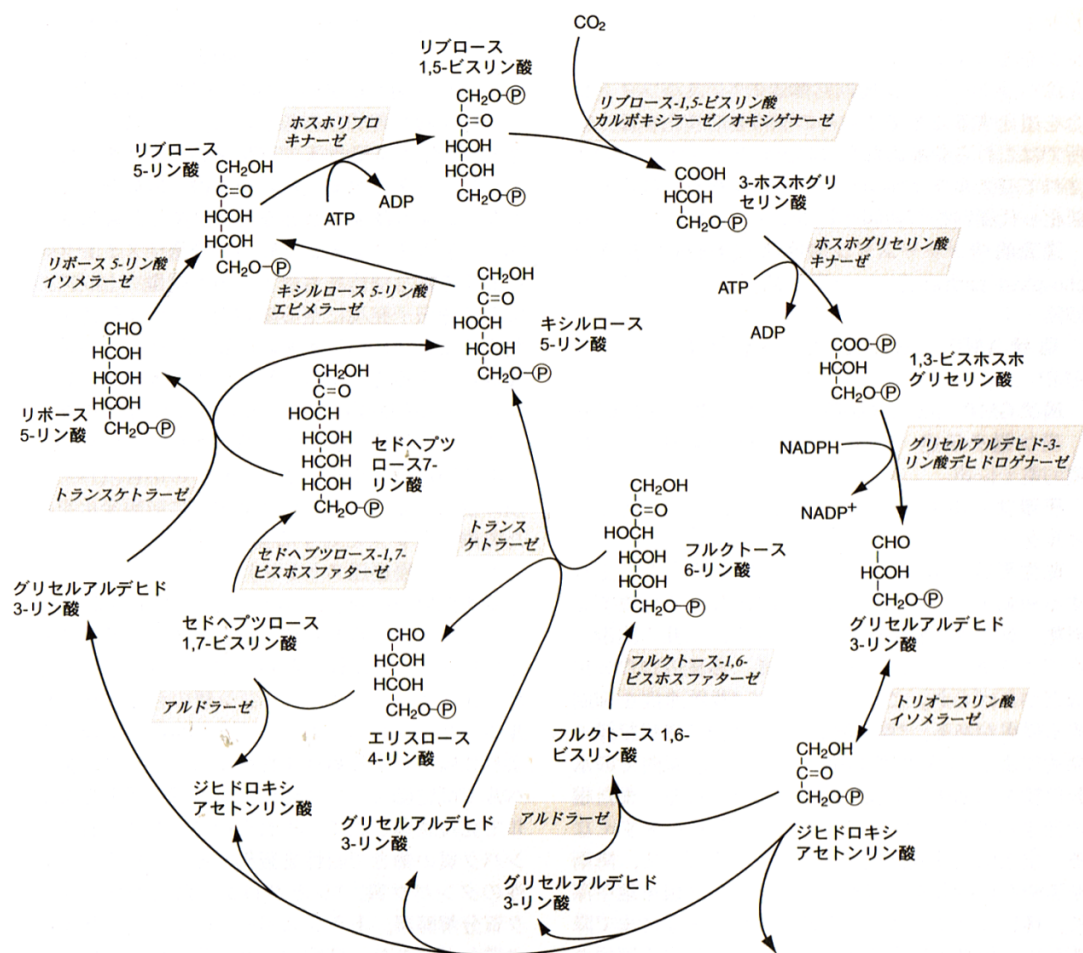 CO₂
リブロース
1,5-ビスリン酸
CH₂O-Ⓟ
C=O
HCOH
HCOH
CH₂O-Ⓟ
リブロース-1,5-ビスリン酸
カルボキシラーゼ/オキシゲナーゼ
ホスホリブロ
キナーゼ
ATP
ADP
リブロース
5-リン酸
CH₂OH
C=O
HCOH
HCOH
CH₂O-Ⓟ
COOH
HCOH
CH₂O-Ⓟ
3-ホスホグリ
セリン酸
ホスホグリセリン酸
キナーゼ
ATP
ADP
リボース 5-リン酸
イソメラーゼ
キシルロース 5-リン酸
エピメラーゼ
CH₂OH
C=O
HOCH
HCOH
CH₂O-Ⓟ
キシルロース
5-リン酸
COO-Ⓟ
HCOH
CH₂O-Ⓟ
1,3-ビスホスホ
グリセリン酸
CHO
HCOH
HCOH
HCOH
CH₂O-Ⓟ
リボース
5-リン酸
CH₂OH
C=O
HOCH
HCOH
HCOH
HCOH
CH₂O-Ⓟ
セドヘプツ
ロース7-
リン酸
NADPH
NADP⁺
グリセルアルデヒド-3-
リン酸デヒドロゲナーゼ
トランスケトラーゼ
トランス
ケトラーゼ
CH₂OH
C=O
HOCH
HCOH
HCOH
CH₂O-Ⓟ
フルクトース
6-リン酸
CHO
HCOH
CH₂O-Ⓟ
グリセルアルデヒド
3-リン酸
セドヘプツロース-1,7-
ビスホスファターゼ
グリセルアルデヒド
3-リン酸
セドヘプツロース
1,7-ビスリン酸
CHO
HCOH
HCOH
CH₂O-Ⓟ
エリスロース
4-リン酸
フルクトース-1,6-
ビスホスファターゼ
トリオースリン酸
イソメラーゼ
アルドラーゼ
フルクトース 1,6-
ビスリン酸
CH₂OH
C=O
CH₂O-Ⓟ
ジヒドロキシ
アセトンリン酸
ジヒドロキシ
アセトンリン酸
グリセルアルデヒド
3-リン酸
アルドラーゼ
グリセルアルデヒド
3-リン酸